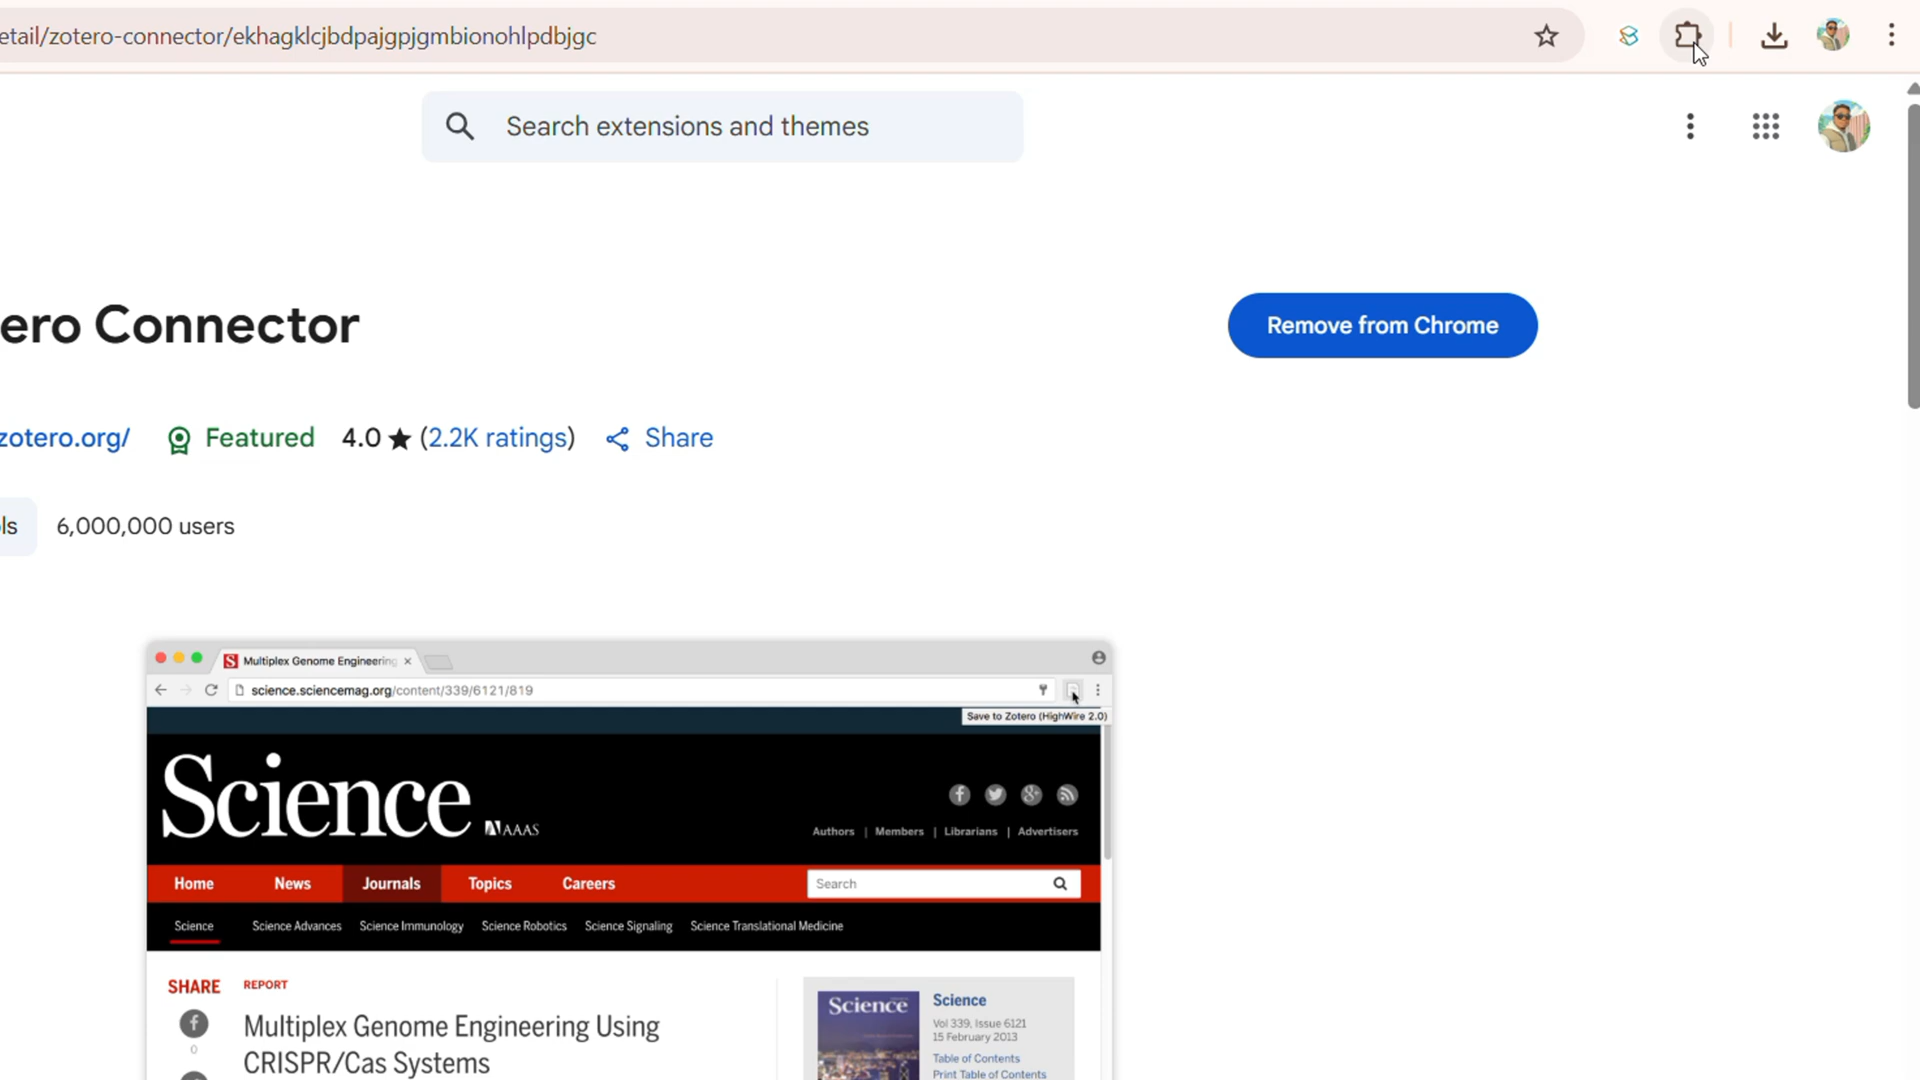 etail/zotero-connector/ekhagklcjbdpajgpjgmbionohlpdbjgc
Search extensions and themes
ero Connector
Remove from Chrome
zotero.org/ Featured 4.0 ★ (2.2K ratings) Share
ls 6,000,000 users
Multiplex Genome Engineering
science.sciencemag.org/content/339/6121/819
Save to Zotero (HighWire 2.0)
Science AAAS
Authors | Members | Librarians | Advertisers
Home News Journals Topics Careers Search
Science Science Advances Science Immunology Science Robotics Science Signaling Science Translational Medicine
SHARE REPORT
Science Science
Multiplex Genome Engineering Using
CRISPR/Cas Systems
0
Vol 339, Issue 6121
15 February 2013
Table of Contents
Print Table of Contents